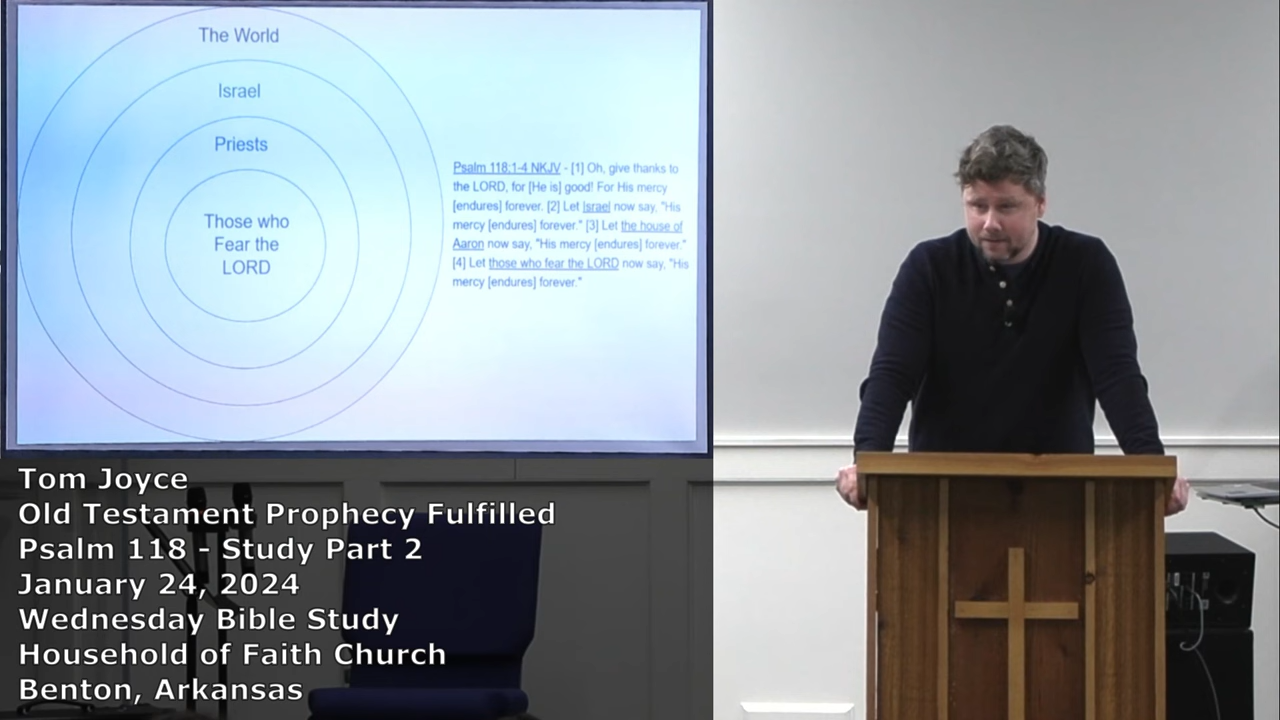 The World
Israel
Priests
Those who
Fear the
LORD
Psalm 118:1-4 NKJV - [1] Oh, give thanks to
the LORD, for [He is] good! For His mercy
[endures] forever. [2] Let Israel now say, "His
mercy [endures] forever." [3] Let the house of
Aaron now say, "His mercy [endures] forever."
[4] Let those who fear the LORD now say, "His
mercy [endures] forever."
Tom Joyce
Old Testament Prophecy Fulfilled
Psalm 118 - Study Part 2
January 24, 2024
Wednesday Bible Study
Household of Faith Church
Benton, Arkansas